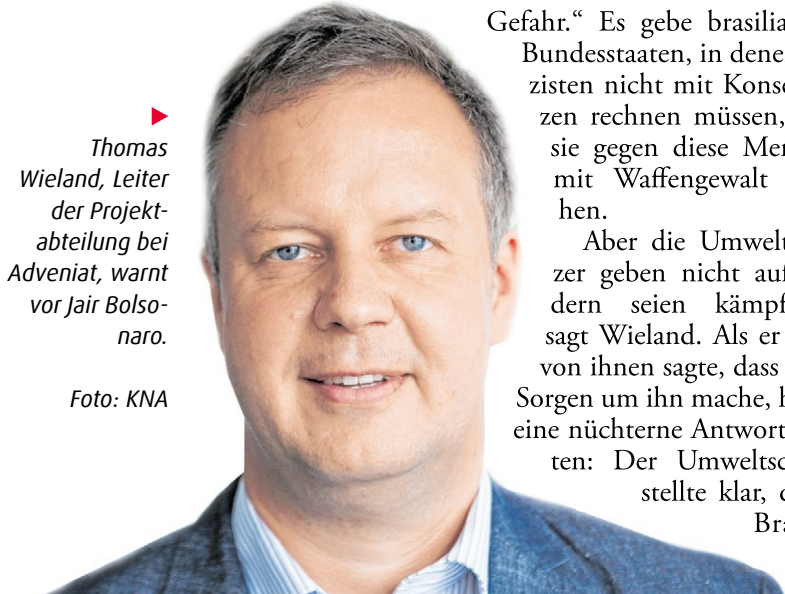 Thomas
Wieland, Leiter
der Projekt-
abteilung bei
Adveniat, warnt
vor Jair Bolso-
naro.
Foto: KNA
Gefahr.“ Es gebe
Bundesstaaten, in
zisten nicht mit
zen rechnen müssen,
sie gegen diese
mit Waffengewalt
hen.
Aber die
zer geben nicht
dern seien
sagt Wieland. Als er
von ihnen sagte, dass
Sorgen um ihn mache,
eine nüchterne Antwort
ten: Der
stellte klar,